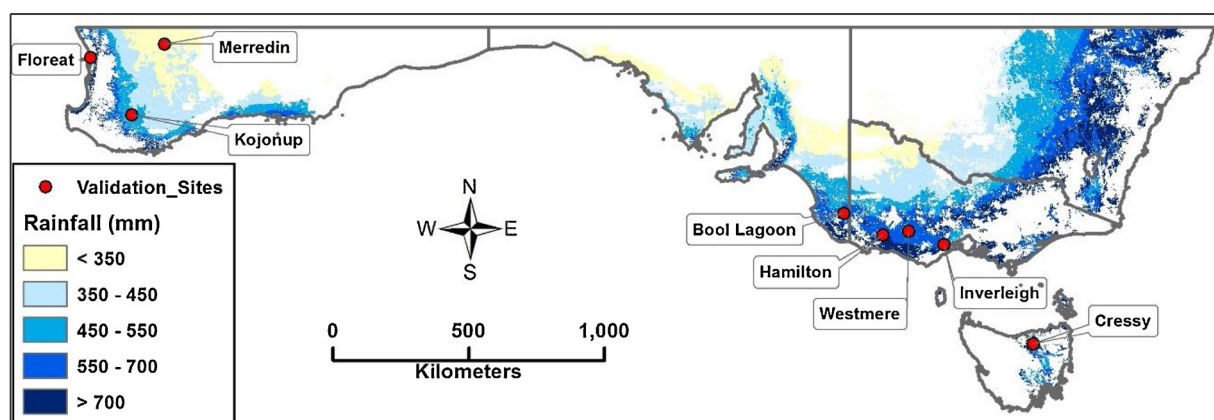 Floreat
Merredin
Kojonup
Validation_Sites
Rainfall (mm)
< 350
350 - 450
450 - 550
550 - 700
> 700
N
W E
S
0 500 1,000
Kilometers
Bool Lagoon
Hamilton
Westmere
Inverleigh
Cressy